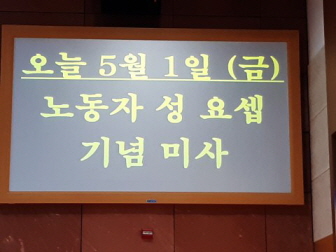 오늘 5월 1일 (금)
노동자 성 요셉
기념 미사